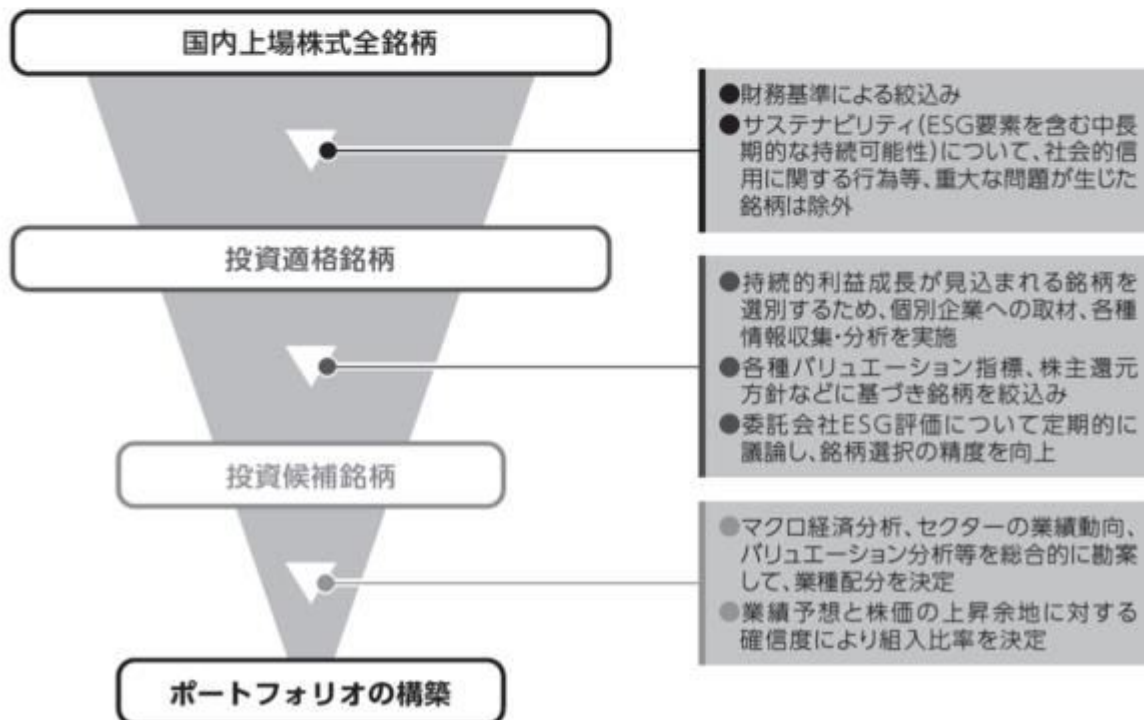 国内上場株式全銘柄
●財務基準による絞込み
●サステナビリティ(ESG要素を含む中長
期的な持続可能性)について、社会的信
用に関する行為等、重大な問題が生じた
銘柄は除外
投資適格銘柄
●持続的利益成長が見込まれる銘柄を
選別するため、個別企業への取材、各種
情報収集・分析を実施
●各種バリュエーション指標、株主還元
方針などに基づき銘柄を絞込み
●委託会社ESG評価について定期的に
議論し、銘柄選択の精度を向上
投資候補銘柄
●マクロ経済分析、セクターの業績動向、
バリュエーション分析等を総合的に勘案
して、業種配分を決定
●業績予想と株価の上昇余地に対する
確信度により組入比率を決定
ポートフォリオの構築